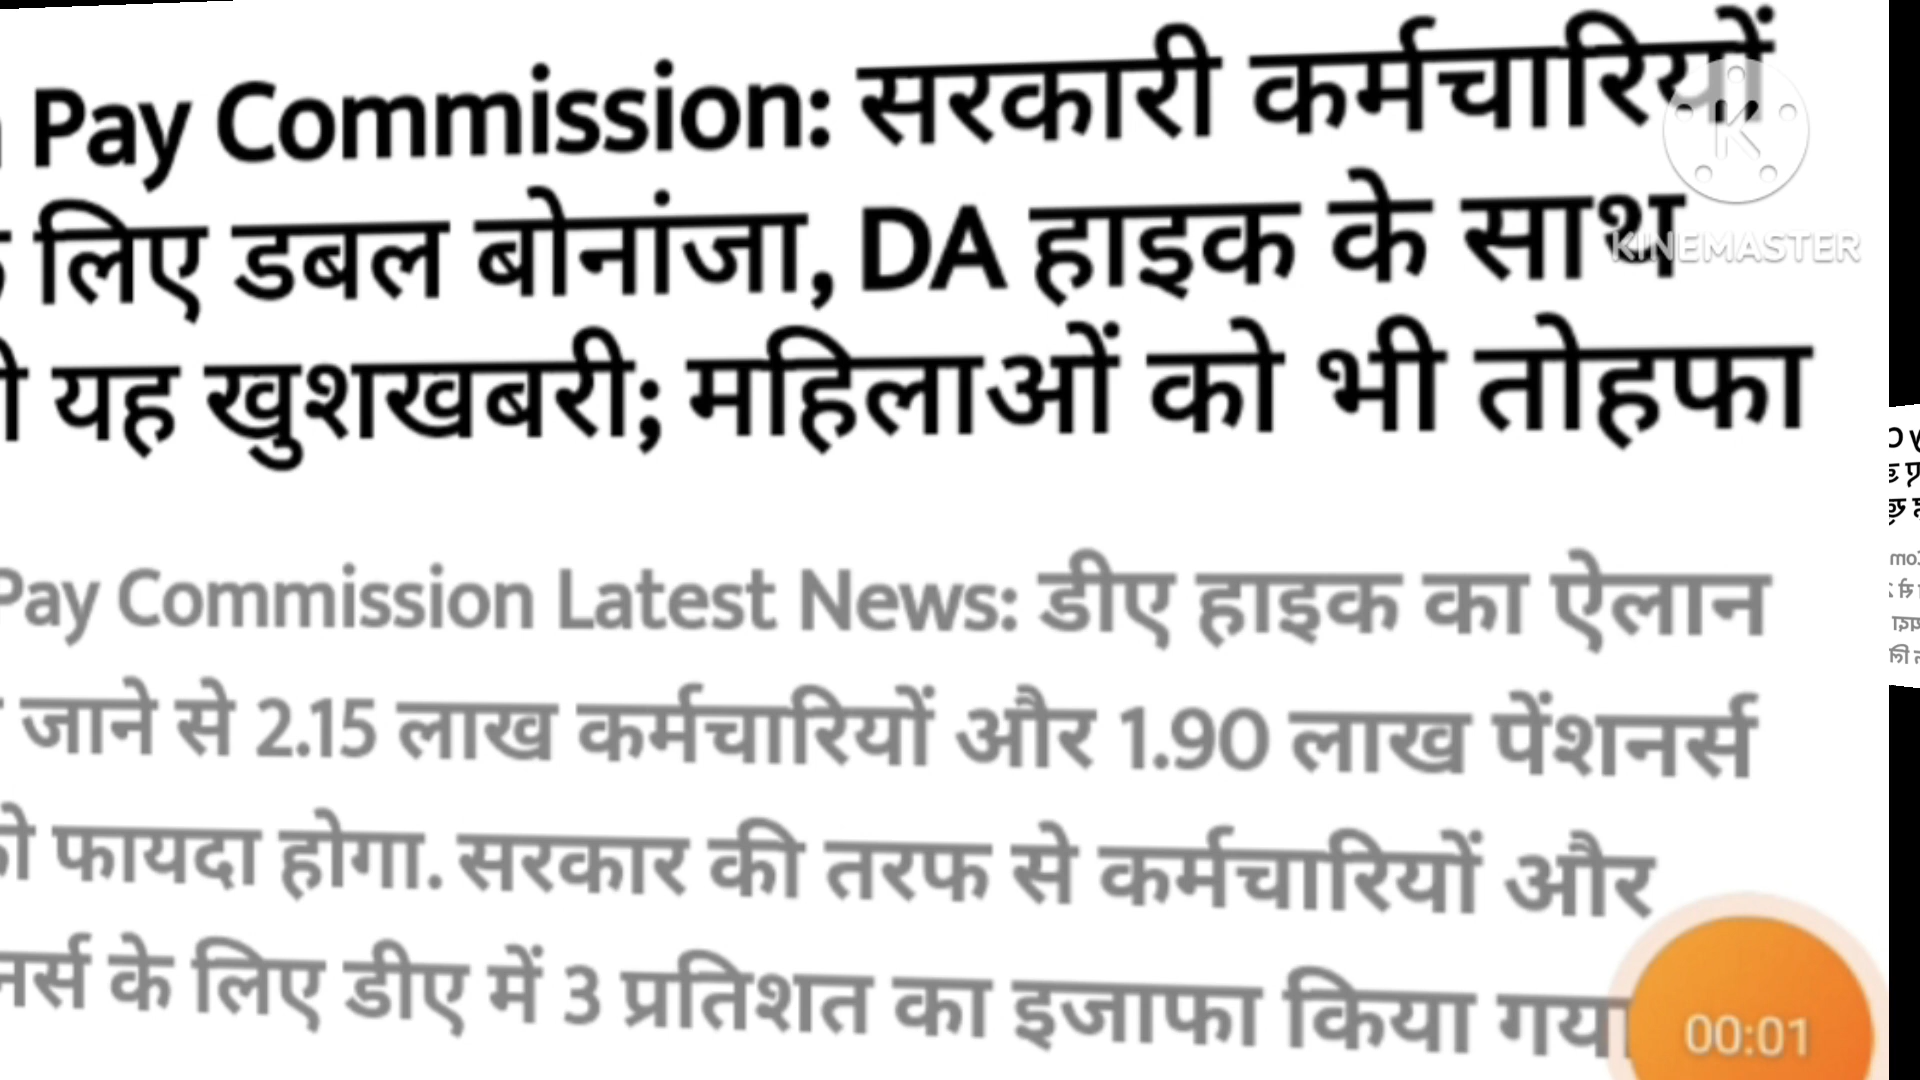 Pay Commission: सरकारी कर्मचारियों
लिए डबल बोनांजा, DA हाइक के साथ
यह खुशखबरी; महिलाओं को भी तोहफा
Pay Commission Latest News: डीए हाइक का ऐलान
जाने से 2.15 लाख कर्मचारियों और 1.90 लाख पेंशनर्स
को फायदा होगा. सरकार की तरफ से कर्मचारियों और
के लिए डीए में 3 प्रतिशत का इजाफा किया गया
KINEMASTER
00:01